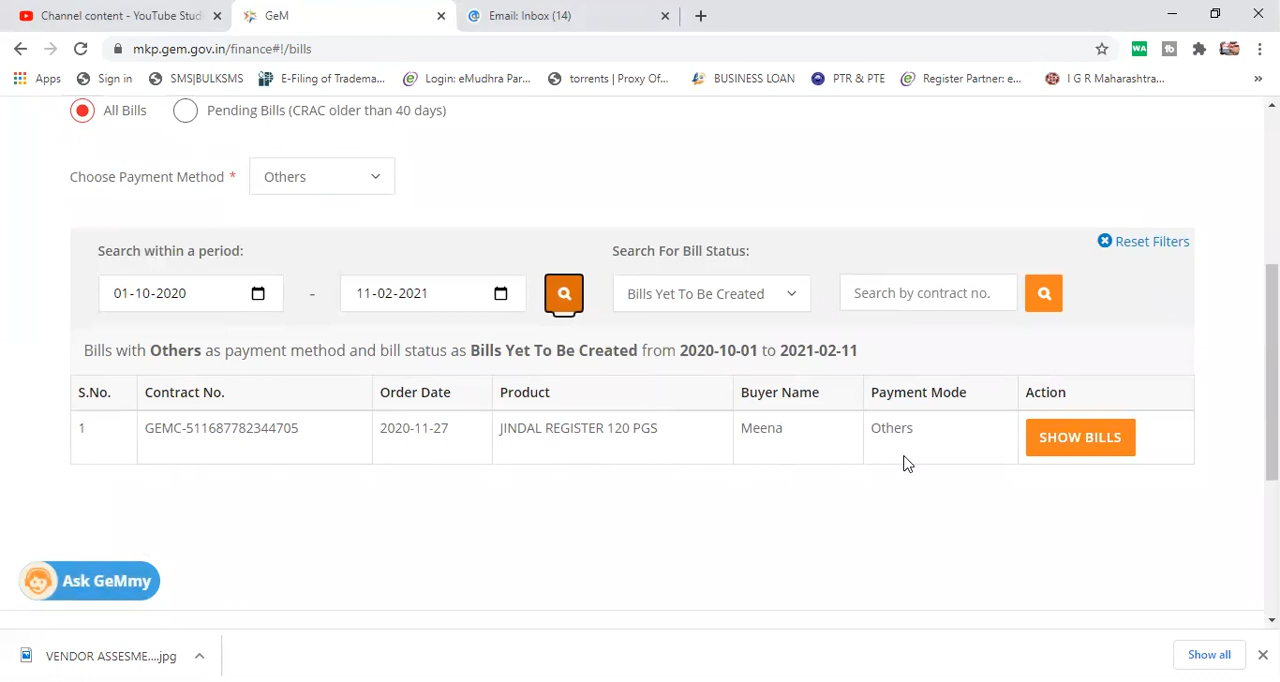 Channel content - YouTube Stud
GeM
Email: Inbox (14)
mkp.gem.gov.in/finance#!/bills
Apps
Sign in
SMS|BULKSMS
E-Filing of Tradema...
Login: eMudhra Par...
torrents | Proxy Of...
BUSINESS LOAN
PTR & PTE
Register Partner: e...
I G R Maharashtra...
»
All Bills
Pending Bills (CRAC older than 40 days)
Choose Payment Method *
Others
Search within a period:
Search For Bill Status:
Reset Filters
01-10-2020
–
11-02-2021
Bills Yet To Be Created
Search by contract no.
Bills with Others as payment method and bill status as Bills Yet To Be Created from 2020-10-01 to 2021-02-11
S.No. Contract No. Order Date Product Buyer Name Payment Mode Action
1 GEMC-511687782344705 2020-11-27 JINDAL REGISTER 120 PGS Meena Others SHOW BILLS
Ask GeMmy
VENDOR ASSESME....jpg
Show all